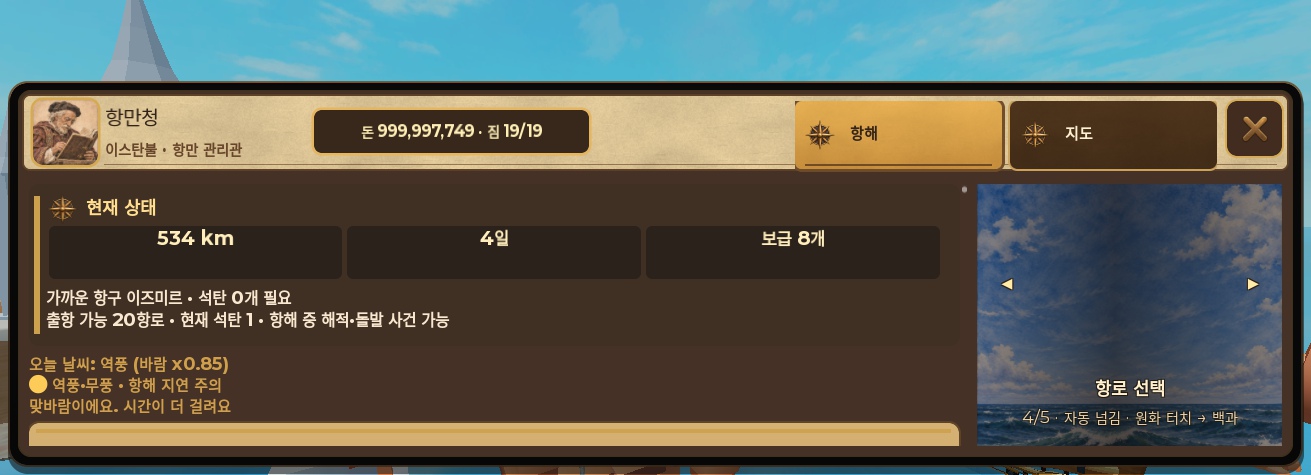 항만청
이스탄불 • 항만 관리관
돈 999,997,749 · 짐 19/19
항해
지도
현재 상태
534 km
4일
보급 8개
가까운 항구 이즈미르 • 석탄 0개 필요
출항 가능 20항로 • 현재 석탄 1 • 항해 중 해적•돌발 사건 가능
오늘 날씨: 역풍 (바람 x0.85)
역풍•무풍 • 항해 지연 주의
맞바람이에요. 시간이 더 걸려요
항로 선택
4/5 · 자동 넘김 · 원화 터치 → 백과